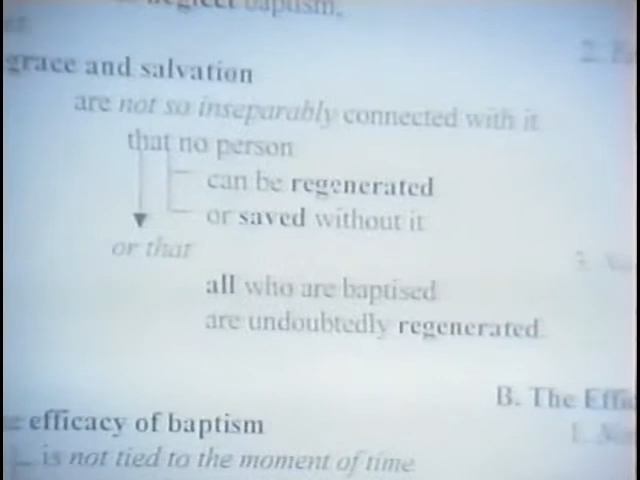 neglect baptism.
grace and salvation
are not so inseparably connected with it
that no person
can be regenerated
or saved without it
or that
all who are baptised
are undoubtedly regenerated.
B. The
efficacy of baptism
is not tied to the moment of time